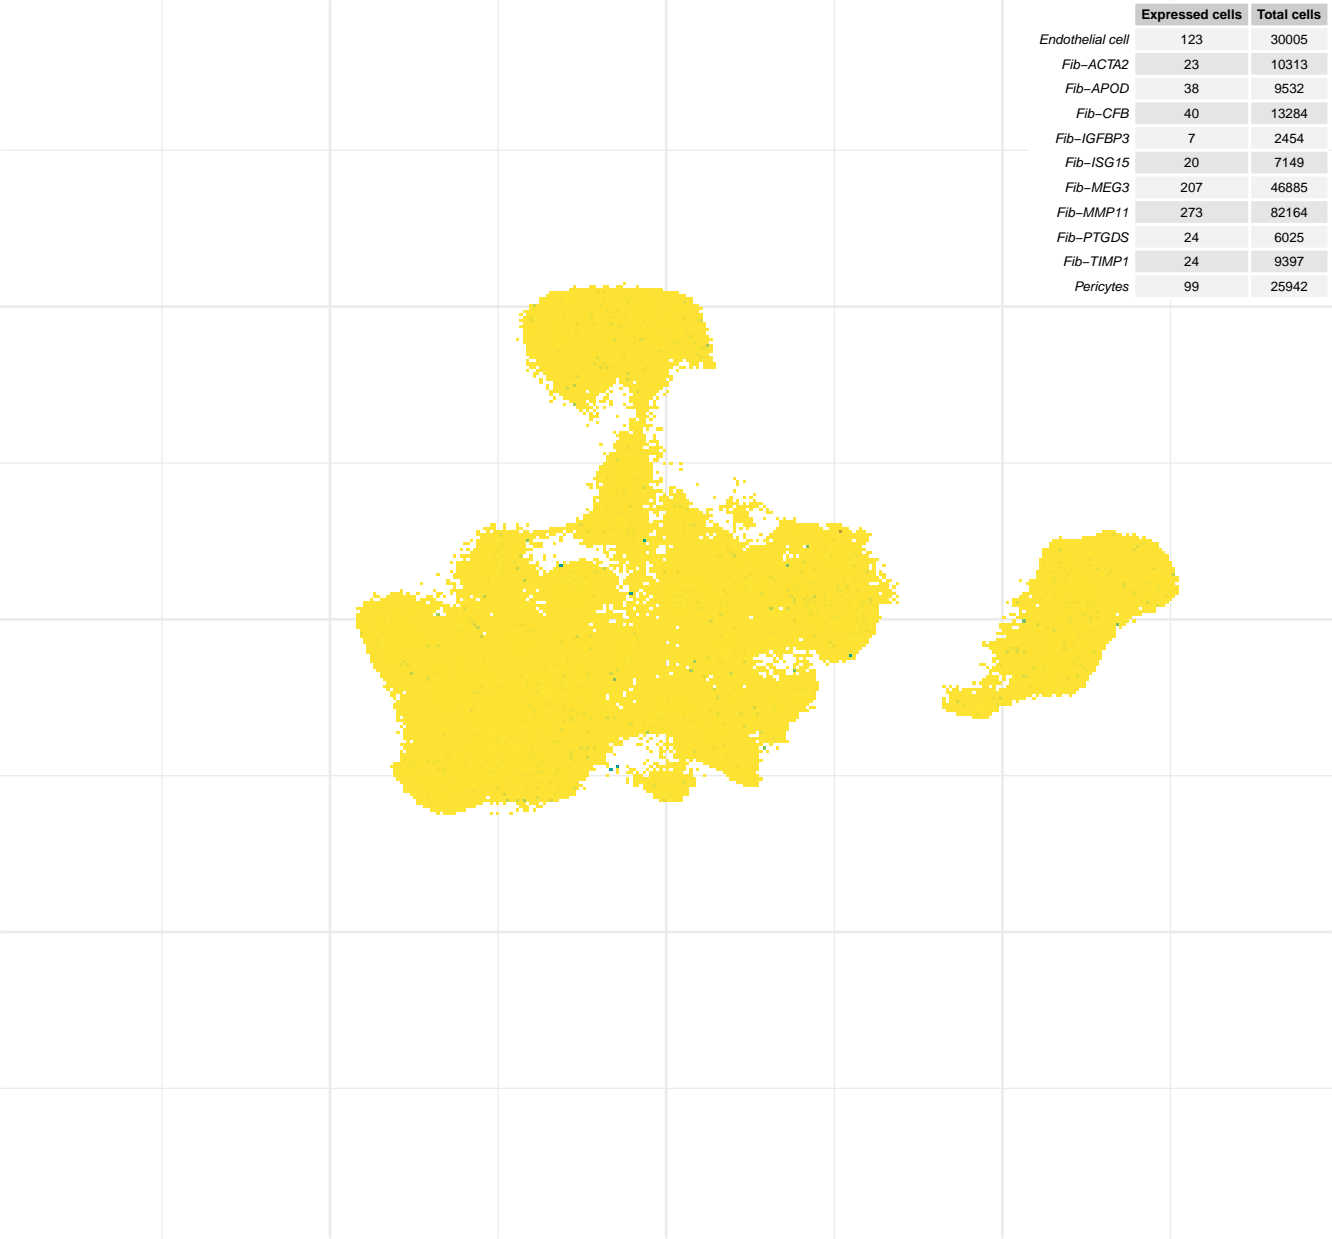 Expressed cells Total cells
Endothelial cell 123 30005
Fib−ACTA2 23 10313
Fib−APOD 38 9532
Fib−CFB 40 13284
Fib−IGFBP3 7 2454
Fib−ISG15 20 7149
Fib−MEG3 207 46885
Fib−MMP11 273 82164
Fib−PTGDS 24 6025
Fib−TIMP1 24 9397
Pericytes 99 25942